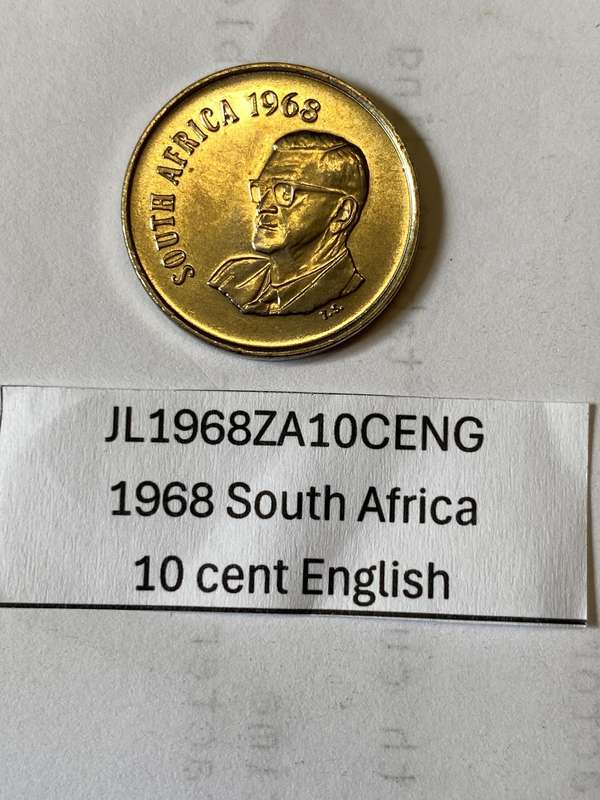 SOUTH AFRICA 1968
T.S.
JL1968ZA10CENG
1968 South Africa
10 cent English